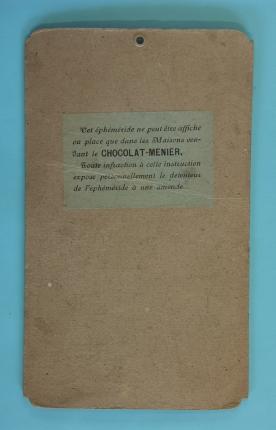 Cet éphéméride ne peut être affiché
ou placé que dans les Maisons ven-
dant le CHOCOLAT-MENIER.
Toute infraction à cette instruction
expose personnellement le détenteur
de l'éphéméride à une amende.